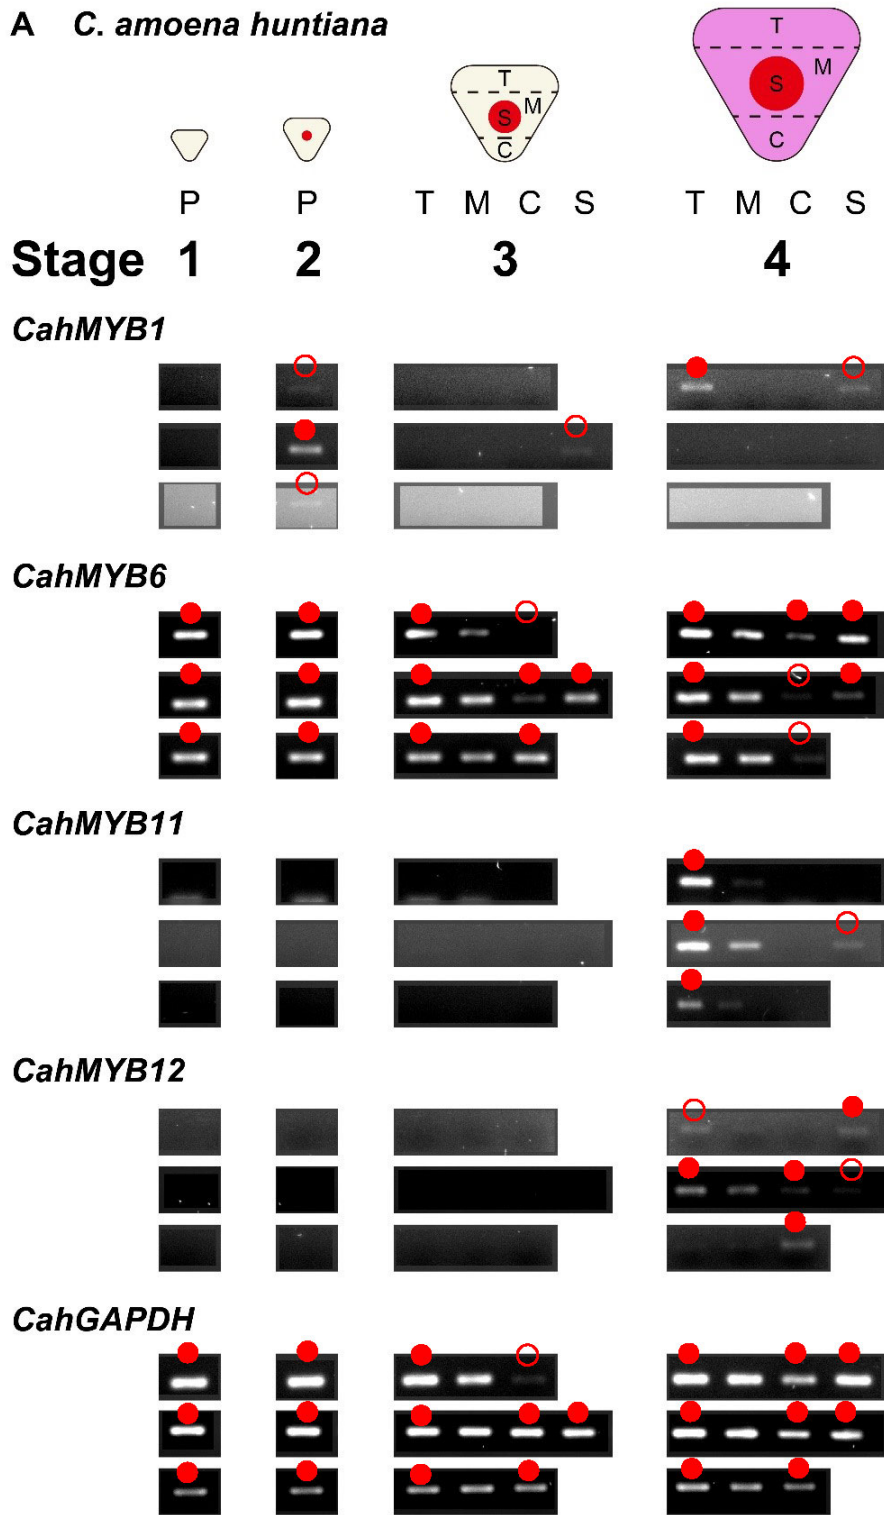 A C. amoena huntiana
T
M
S
C
T
M
S
C
P P T M C S T M C S
Stage 1 2 3 4
CahMYB1
CahMYB6
CahMYB11
CahMYB12
CahGAPDH